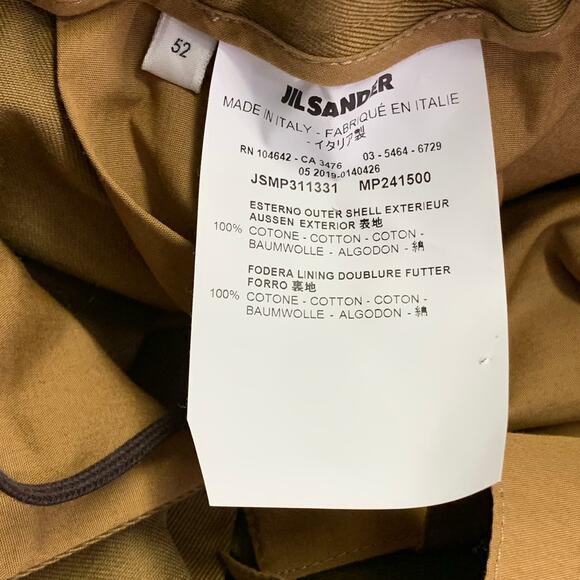 52
JIL SANDER
MADE IN ITALY - FABRIQUÉ EN ITALIE
- イタリア製
RN 104642 - CA 3476 03 - 5464 - 6729
05 2019-0140426
JSMP311331 MP241500
ESTERNO OUTER SHELL EXTERIEUR
AUSSEN EXTERIOR 表地
100% COTONE - COTTON - COTON -
BAUMWOLLE - ALGODON - 綿
FODERA LINING DOUBLURE FUTTER
FORRO 裏地
100% COTONE - COTTON - COTON -
BAUMWOLLE - ALGODON - 綿